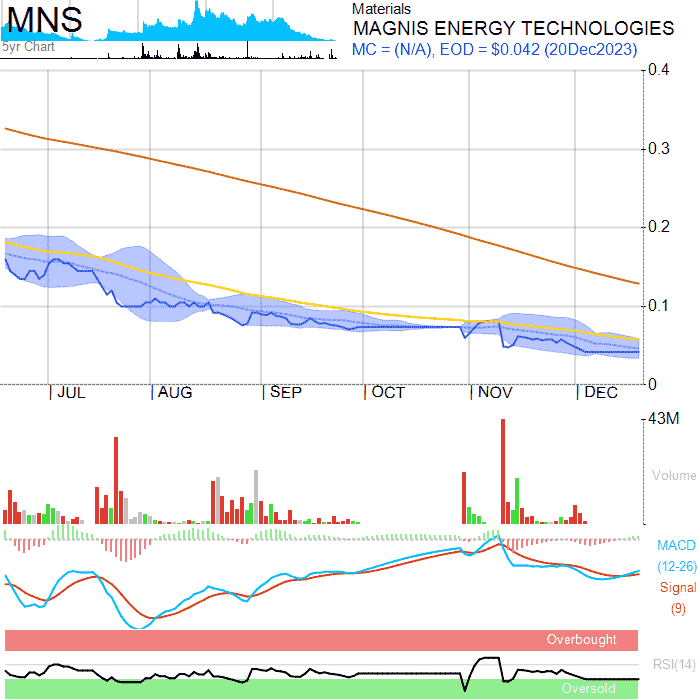 MNS
5yr Chart
Materials
MAGNIS ENERGY TECHNOLOGIES
MC = (N/A), EOD = $0.042 (20Dec2023)
0.4
0.3
0.2
0.1
0
JUL AUG SEP OCT NOV DEC
43M
Volume
MACD
(12-26)
Signal
(9)
Overbought
RSI(14)
Oversold